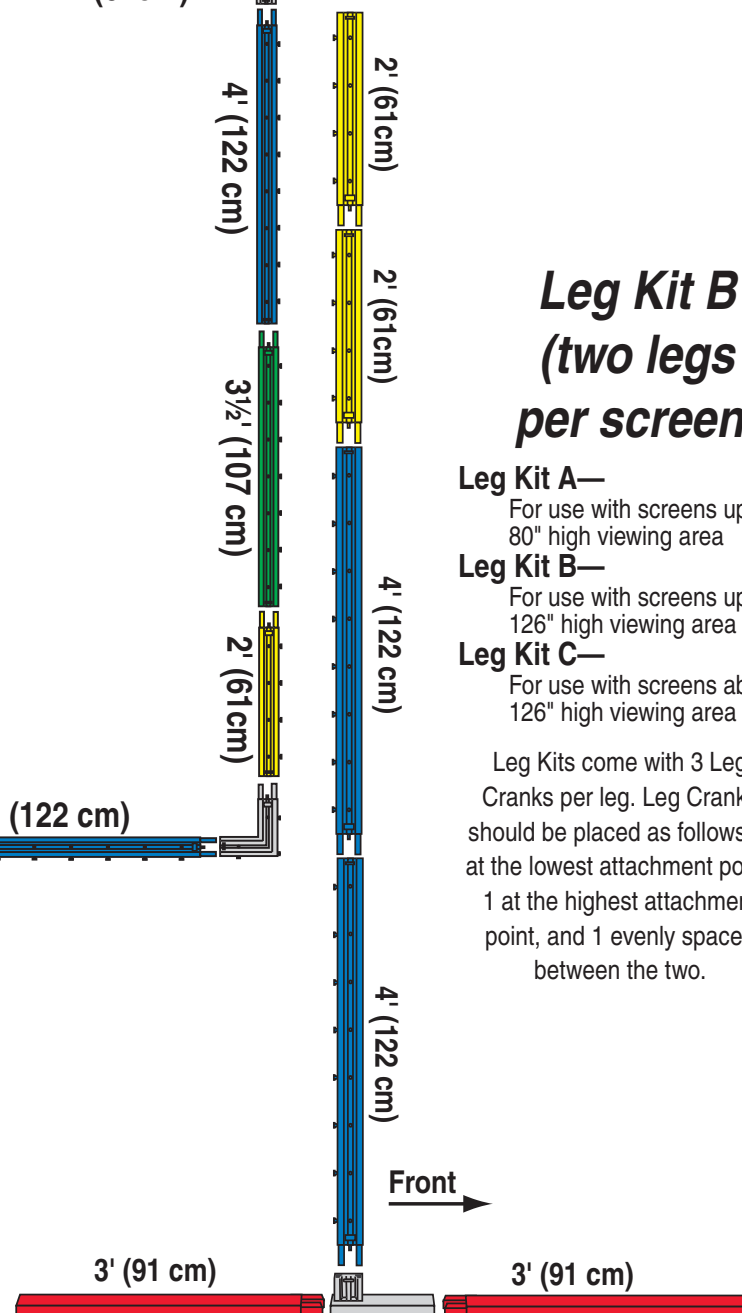 4' (122 cm)
2' (61cm)
2' (61cm)
3½' (107 cm)
4' (122 cm)
2' (61cm)
(122 cm)
4' (122 cm)
Leg Kit B
(two legs
per screen
Leg Kit A—
For use with screens up
80" high viewing area
Leg Kit B—
For use with screens up
126" high viewing area
Leg Kit C—
For use with screens ab
126" high viewing area
Leg Kits come with 3 Leg
Cranks per leg. Leg Crank
should be placed as follows
at the lowest attachment po
1 at the highest attachmen
point, and 1 evenly space
between the two.
Front
3' (91 cm)
3' (91 cm)